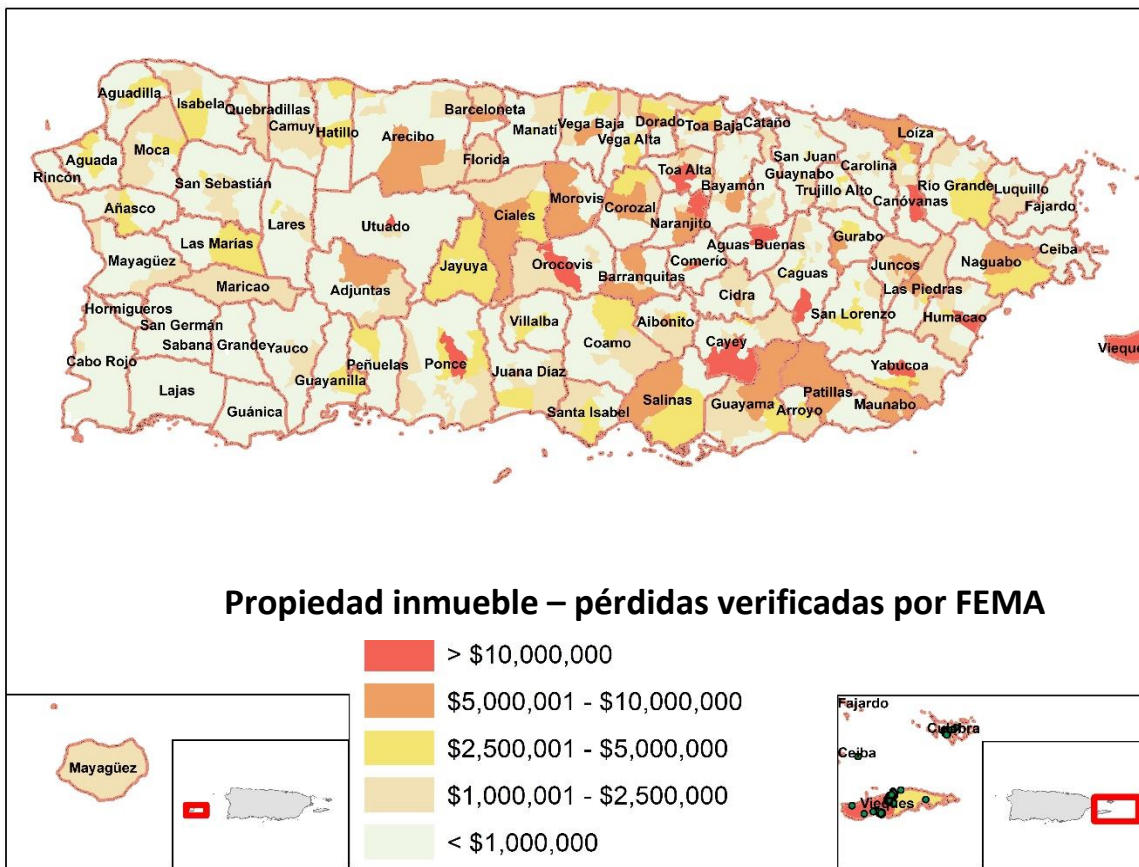 Aguadilla
Isabela
Quebradillas
Camuy
Hatillo
Arecibo
Barceloneta
Manatí
Vega Baja
Vega Alta
Dorado
Toa Baja
Cataño
Loíza
Aguada
Moca
Rincón
San Sebastián
Florida
Toa Alta
Bayamón
San Juan
Guaynabo
Carolina
Trujillo Alto
Canóvanas
Rio Grande
Luquillo
Fajardo
Añasco
Las Marías
Lares
Utuado
Ciales
Morovis
Corozal
Naranjito
Aguas Buenas
Gurabo
Ceiba
Mayagüez
Maricao
Adjuntas
Jayuya
Orocovis
Barranquitas
Comerío
Caguas
Juncos
Naguabo
Las Piedras
Hormigueros
San Germán
Sabana Grande
Cabo Rojo
Yauco
Lajas
Guánica
Guayanilla
Peñuelas
Ponce
Villalba
Juana Díaz
Coamo
Aibonito
Cidra
Cayey
San Lorenzo
Humacao
Yabucoa
Santa Isabel
Salinas
Guayama
Arroyo
Patillas
Maunabo
Vieque
Propiedad inmueble – pérdidas verificadas por FEMA
> $10,000,000
$5,000,001 - $10,000,000
$2,500,001 - $5,000,000
$1,000,001 - $2,500,000
< $1,000,000
Mayagüez
Fajardo
Culebra
Ceiba
Vieques